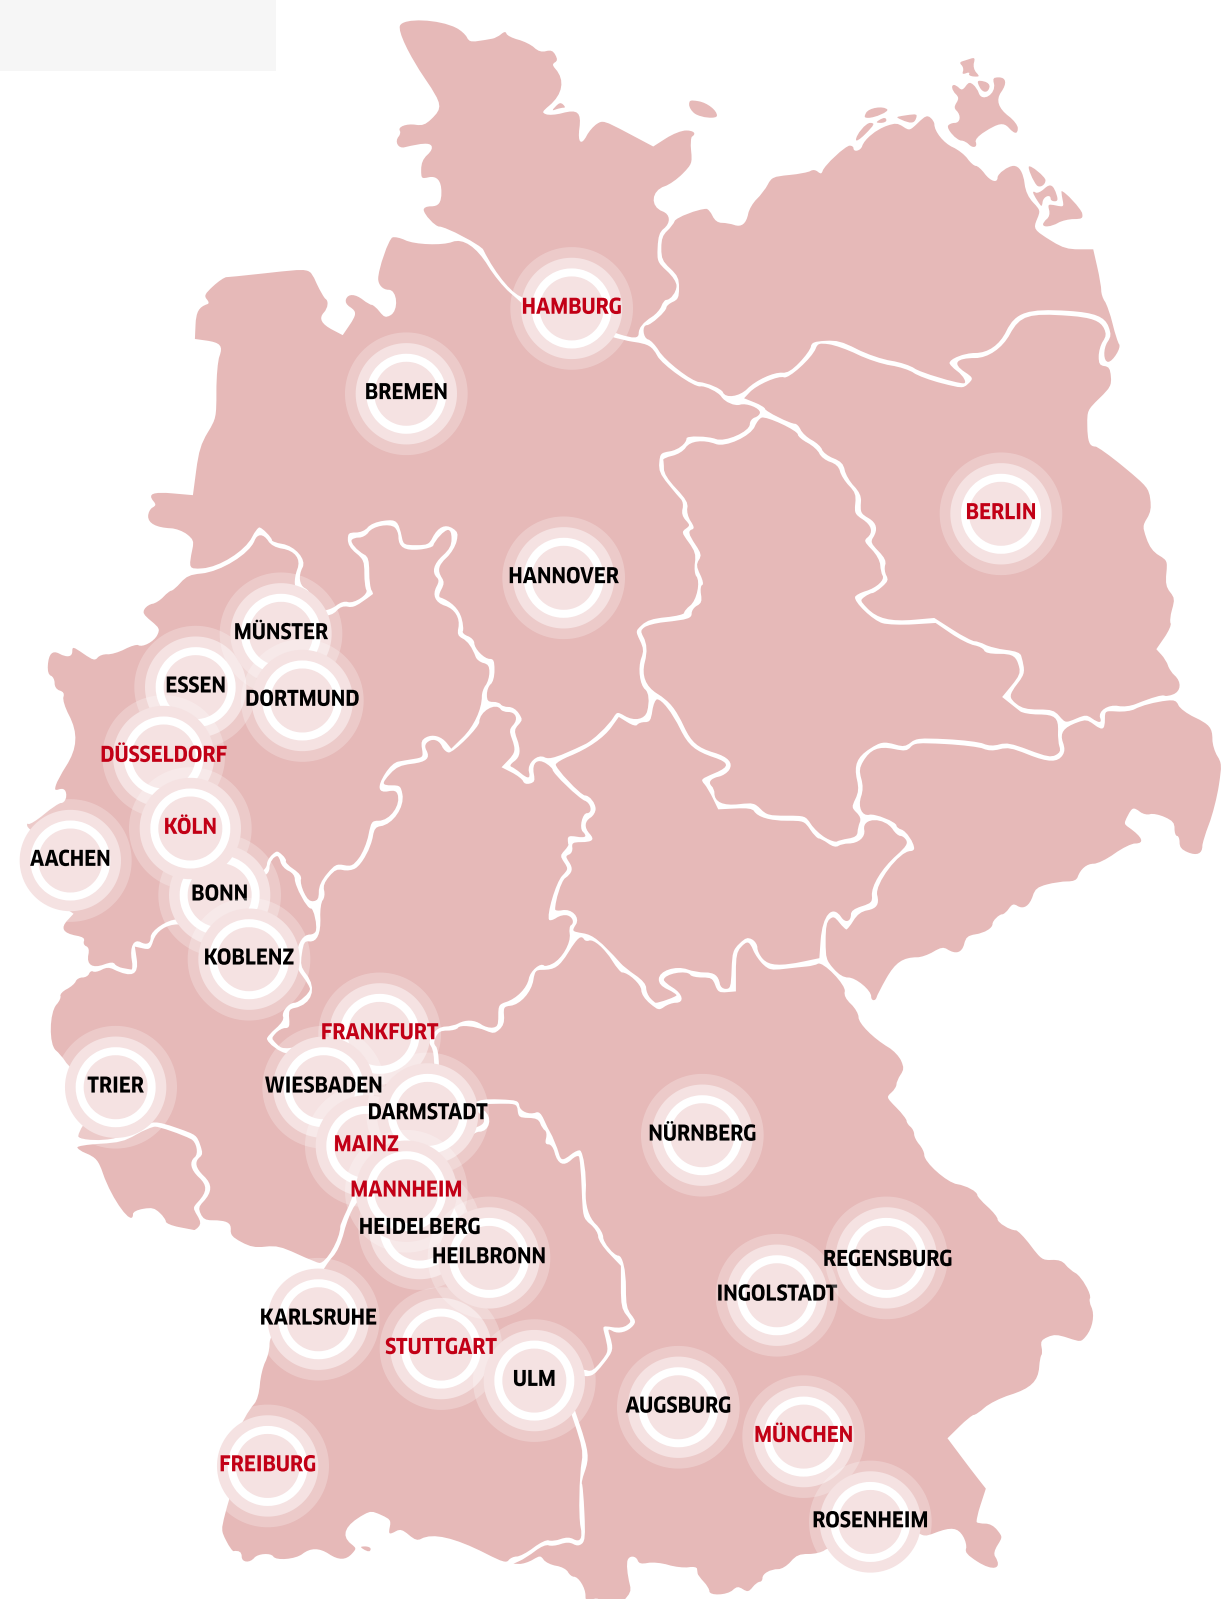 HAMBURG
BREMEN
BERLIN
HANNOVER
MÜNSTER
ESSEN
DORTMUND
DÜSSELDORF
KÖLN
AACHEN
BONN
KOBLENZ
FRANKFURT
TRIER
WIESBADEN
DARMSTADT
NÜRNBERG
MAINZ
MANNHEIM
HEIDELBERG
HEILBRONN
REGENSBURG
INGOLSTADT
KARLSRUHE
STUTTGART
ULM
AUGSBURG
MÜNCHEN
FREIBURG
ROSENHEIM